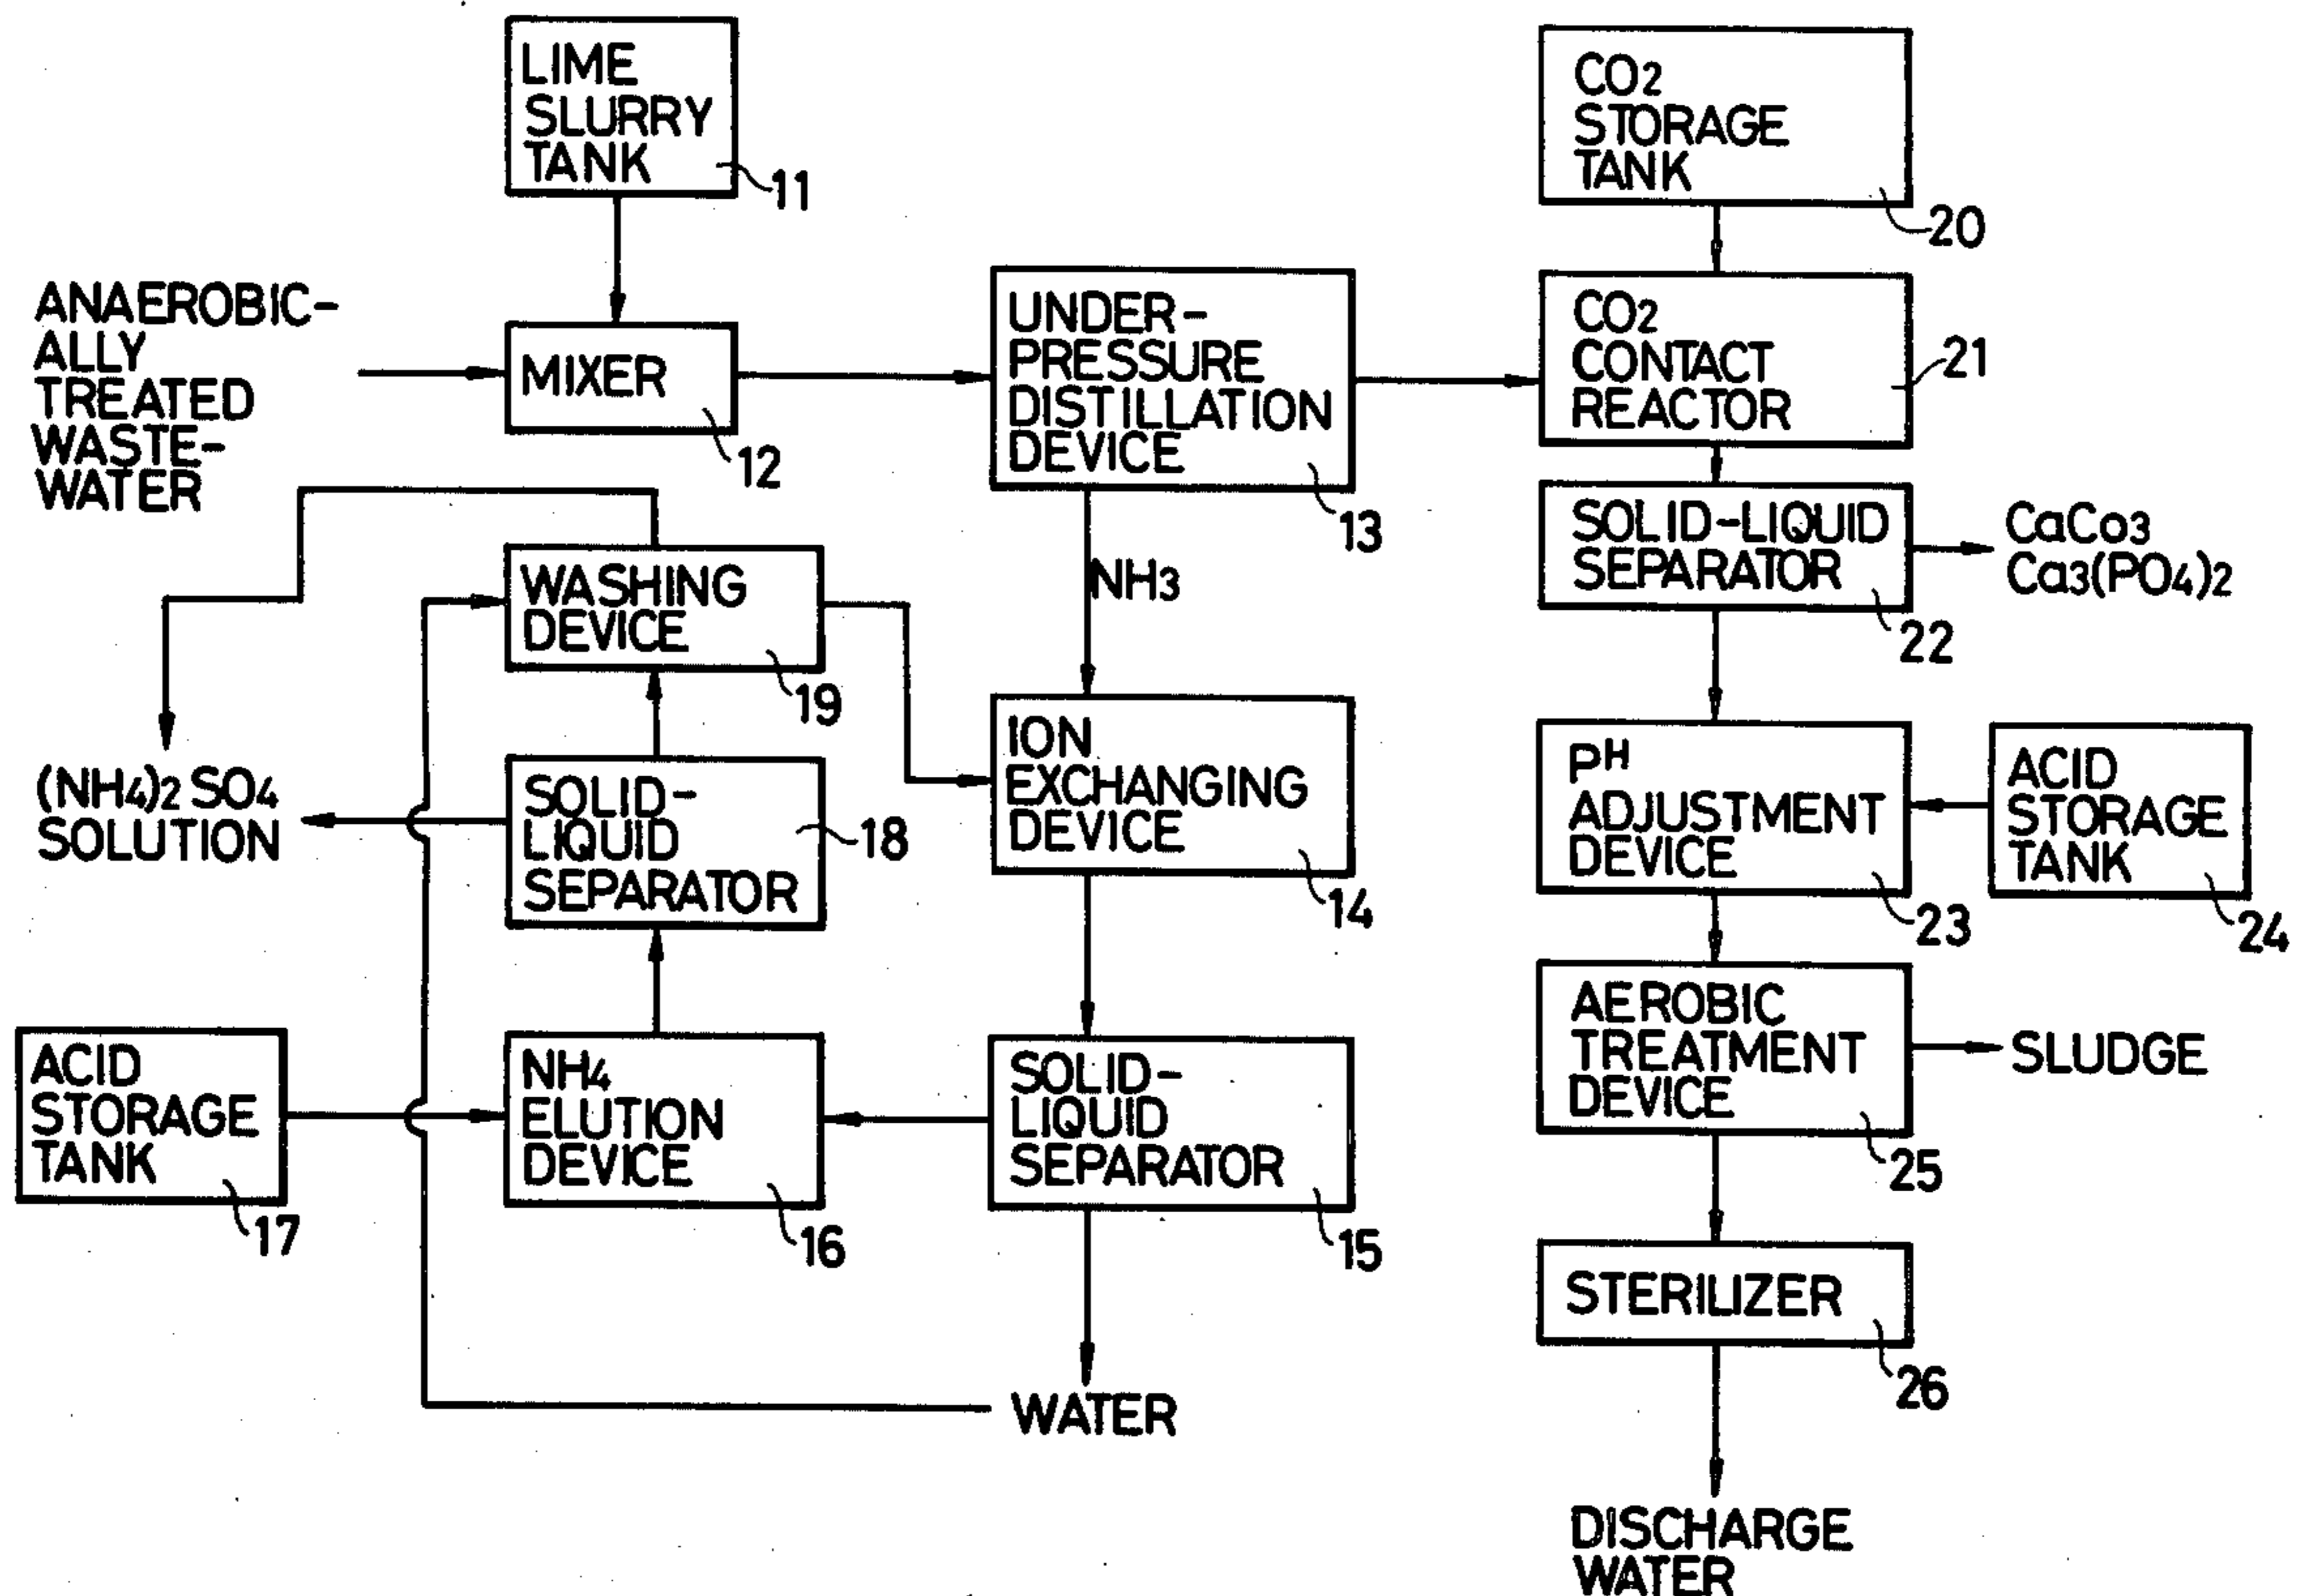 LIME
SLURRY
TANK
11
CO2
STORAGE
TANK
20
ANAEROBIC-
ALLY
TREATED
WASTE-
WATER
MIXER
12
UNDER-
PRESSURE
DISTILLATION
DEVICE
13
CO2
CONTACT
REACTOR
21
SOLID-LIQUID
SEPARATOR
22
CaCo3
Ca3(PO4)2
NH3
WASHING
DEVICE
19
(NH4)2 SO4
SOLUTION
SOLID-
LIQUID
SEPARATOR
18
ION
EXCHANGING
DEVICE
14
PH
ADJUSTMENT
DEVICE
23
ACID
STORAGE
TANK
24
ACID
STORAGE
TANK
17
NH4
ELUTION
DEVICE
16
SOLID-
LIQUID
SEPARATOR
15
AEROBIC
TREATMENT
DEVICE
25
SLUDGE
STERILIZER
26
WATER
DISCHARGE
WATER